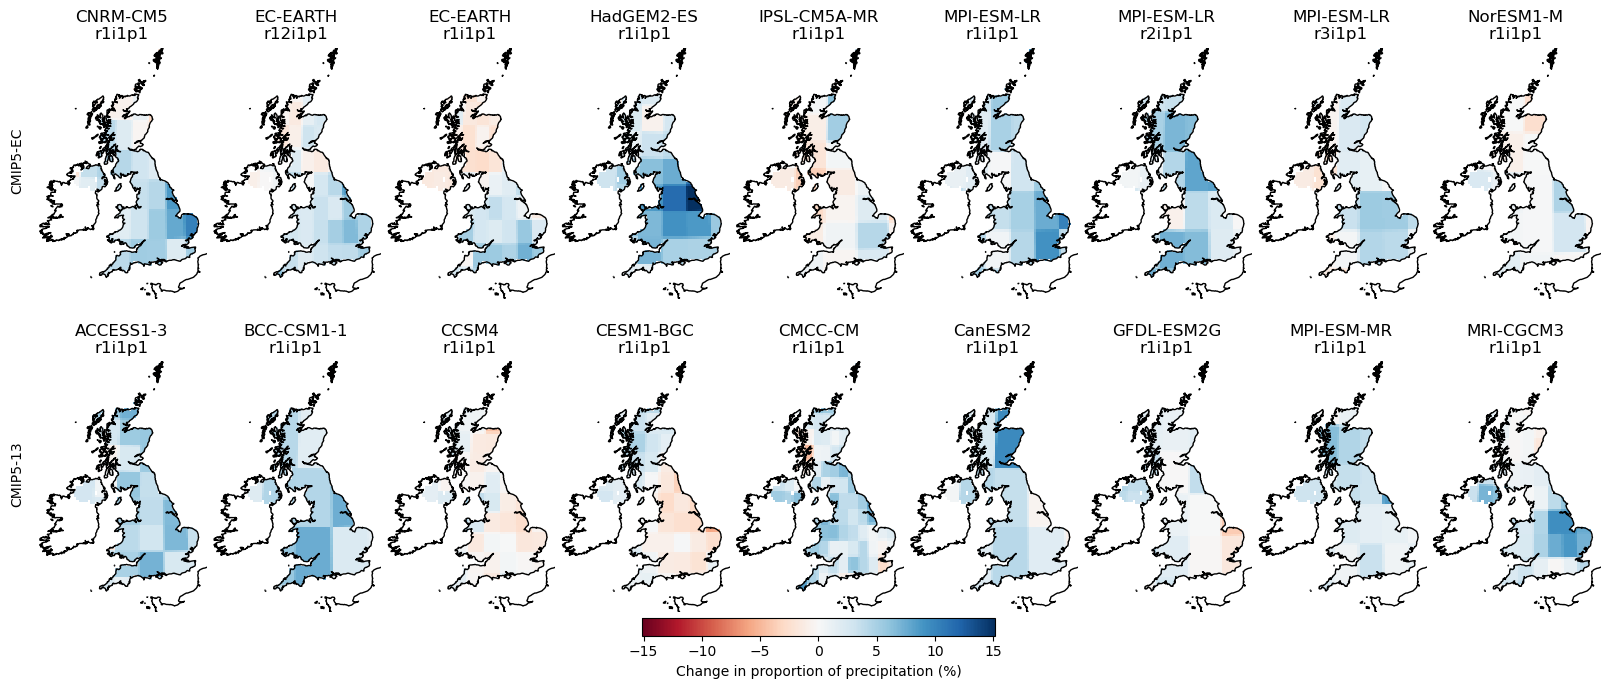 CNRM-CM5 EC-EARTH EC-EARTH HadGEM2-ES IPSL-CM5A-MR MPI-ESM-LR MPI-ESM-LR MPI-ESM-LR NorESM1-M
r1i1p1 r12i1p1 r1i1p1 r1i1p1 r1i1p1 r1i1p1 r2i1p1 r3i1p1 r1i1p1
CMIP5-EC
ACCESS1-3 BCC-CSM1-1 CCSM4 CESM1-BGC CMCC-CM CanESM2 GFDL-ESM2G MPI-ESM-MR MRI-CGCM3
r1i1p1 r1i1p1 r1i1p1 r1i1p1 r1i1p1 r1i1p1 r1i1p1 r1i1p1 r1i1p1
CMIP5-13
−15 −10 −5 0 5 10 15
Change in proportion of precipitation (%)